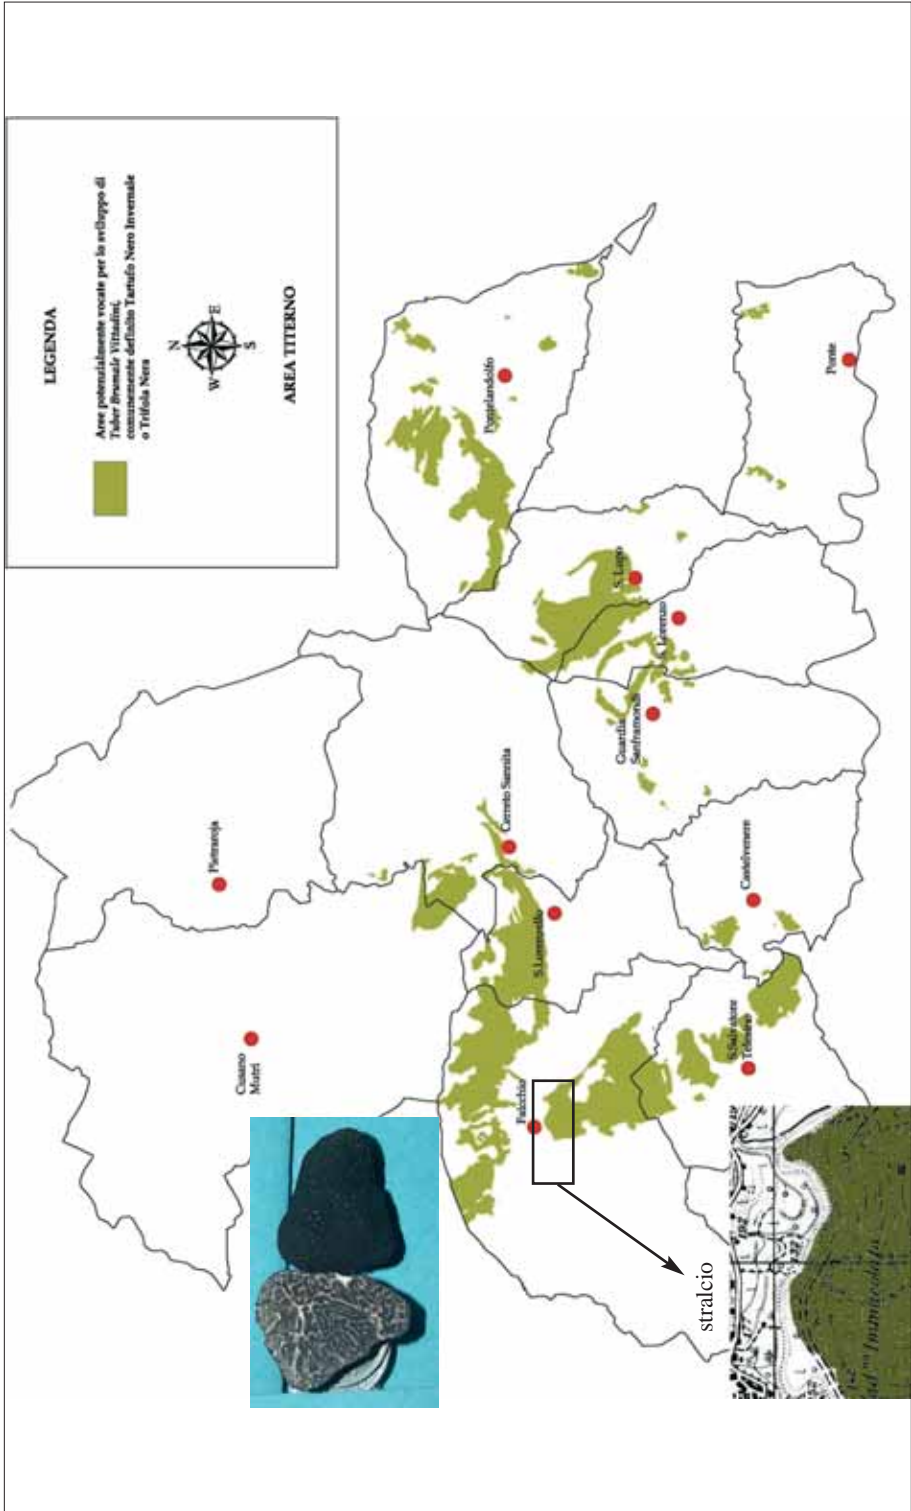 LEGENDA
Aree potenzialmente vocate per lo sviluppo di
Tuber Brumale Vittadini,
comunemente definito Tartufo Nero Invernale
o Trifola Nera
N
W
E
S
AREA TITERNO
Pietraroja
Cusano
Mutri
Pontelandolfo
Cerreto Sannita
S.Lorenzello
Faicchio
S. Lupo
S. Lorenzo
Guardia
Sanframondi
Ponte
Castelvenere
S.Salvatore
Telesino
stralcio
Immacolata